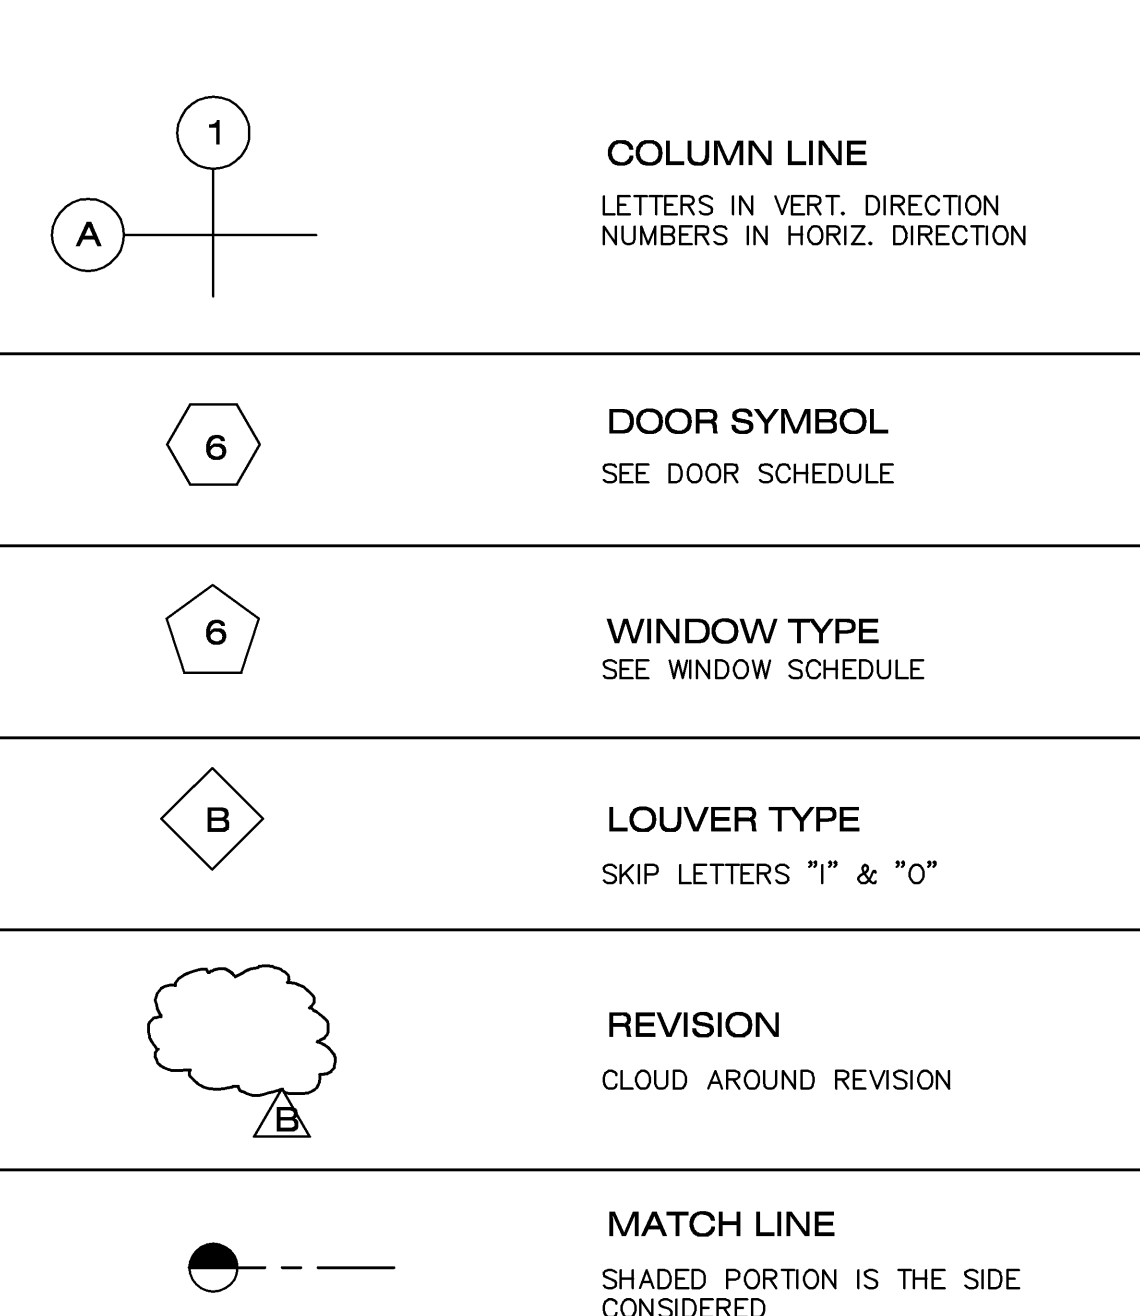 1
COLUMN LINE
LETTERS IN VERT. DIRECTION
A
NUMBERS IN HORIZ. DIRECTION
DOOR SYMBOL
6
SEE DOOR SCHEDULE
6
WINDOW TYPE
SEE WINDOW SCHEDULE
B
LOUVER TYPE
SKIP LETTERS ”I” & ”O”
REVISION
CLOUD AROUND REVISION
B
MATCH LINE
SHADED PORTION IS THE SIDE
CONSIDERED